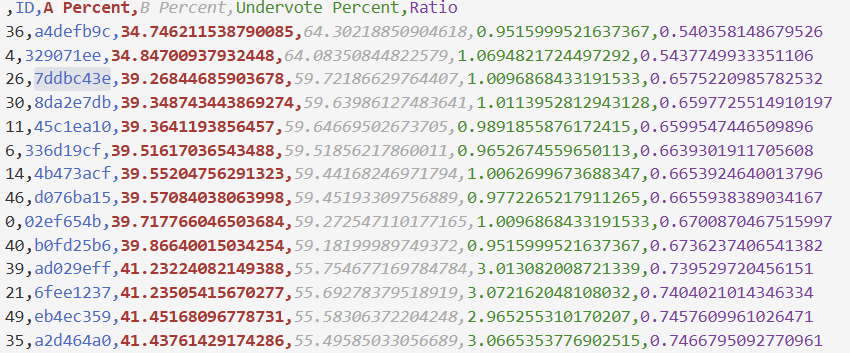 ,ID,A Percent,B Percent,Undervote Percent,Ratio
36,a4defb9c,34.746211538790085,64.30218850904618,0.9515999521637367,0.540358148679526
4,329071ee,34.84700937932448,64.08350844822579,1.0694821724497292,0.5437749933351106
26,7ddbc43e,39.26844685903678,59.72186629764407,1.0096868433191533,0.6575220985782532
30,8da2e7db,39.348743443869274,59.63986127483641,1.0113952812943128,0.6597725514910197
11,45c1ea10,39.3641193856457,59.64669502673705,0.9891855876172415,0.6599547446509896
6,336d19cf,39.51617036543488,59.51856217860011,0.9652674559650113,0.6639301911705608
14,4b473acf,39.55204756291323,59.44168246971794,1.0062699673688347,0.6653924640013796
46,d076ba15,39.57084038063998,59.45193309756889,0.9772265217911265,0.6655938389034167
0,02ef654b,39.717766046503684,59.272547110177165,1.0096868433191533,0.6700870467515997
40,b0fd25b6,39.86640015034254,59.18199989749372,0.9515999521637367,0.6736237406541382
39,ad029eff,41.23224082149388,55.754677169784784,3.013082008721339,0.739529720456151
21,6fee1237,41.23505415670277,55.69278379518919,3.072162048108032,0.7404021014346334
49,eb4ec359,41.45168096778731,55.58306372204248,2.965255310170207,0.7457609961026471
35,a2d464a0,41.43761429174286,55.49585033056689,3.0665353776902515,0.7466795092770961